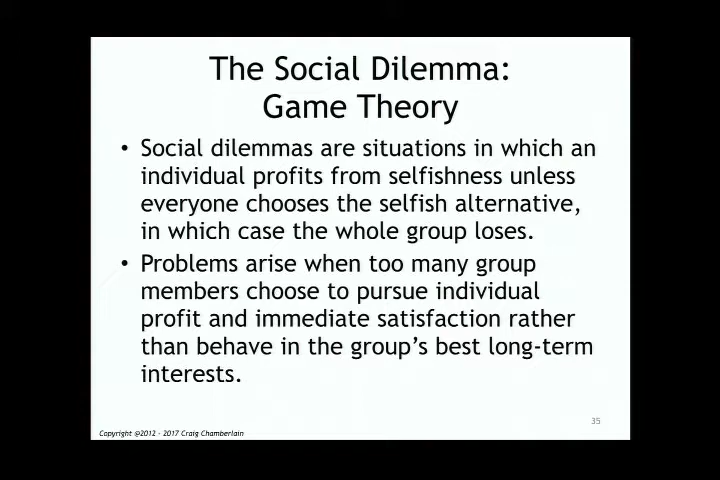 The Social Dilemma:
Game Theory
• Social dilemmas are situations in which an
individual profits from selfishness unless
everyone chooses the selfish alternative,
in which case the whole group loses.
• Problems arise when too many group
members choose to pursue individual
profit and immediate satisfaction rather
than behave in the group's best long-term
interests.
35
Copyright @2012 - 2017 Craig Chamberlain